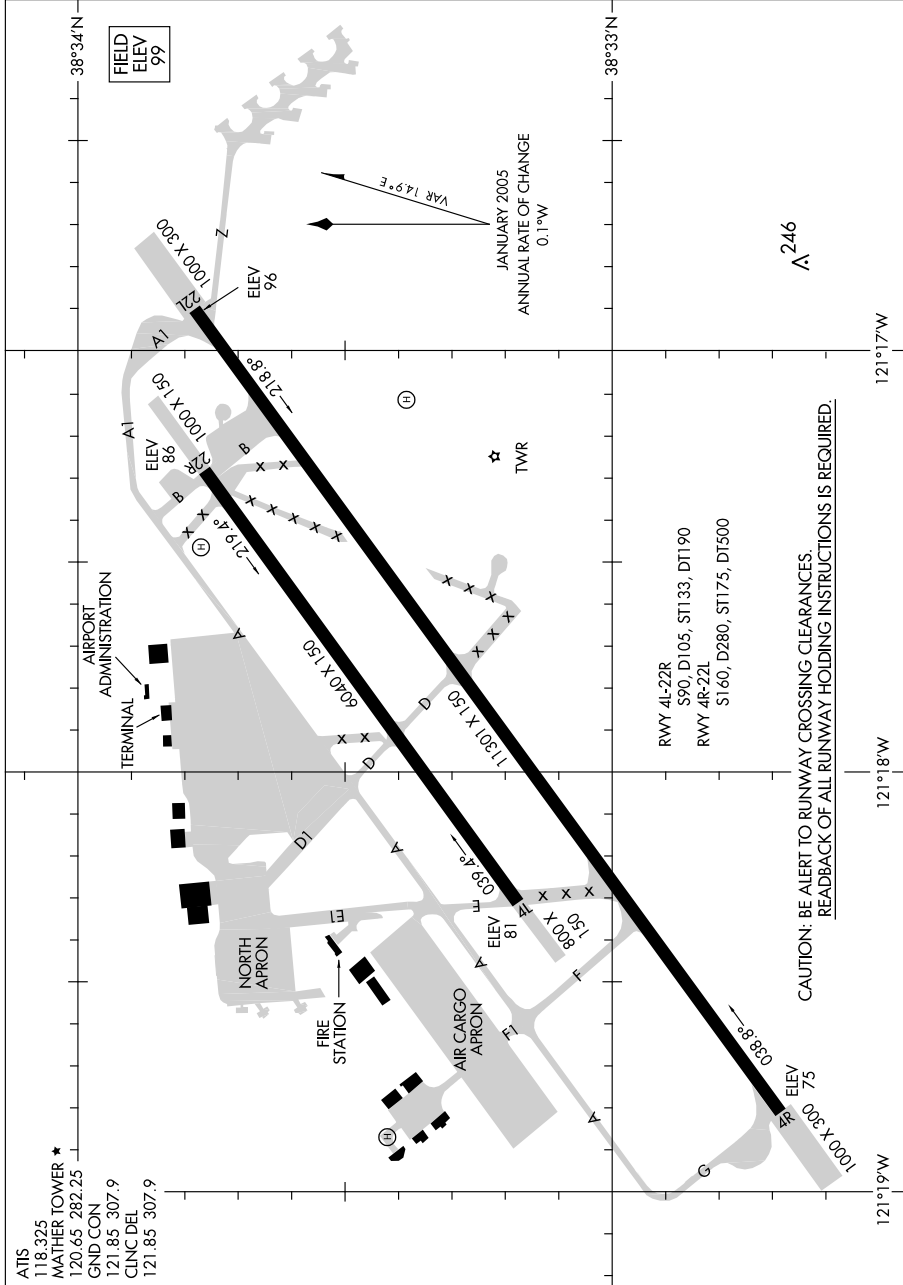 ATIS
118.325
MATHER TOWER ★
120.65 282.25
GND CON
121.85 307.9
CLNC DEL
121.85 307.9
FIELD
ELEV
99
38°34'N
38°33'N
121°17'W
121°18'W
121°19'W
JANUARY 2005
ANNUAL RATE OF CHANGE
0.1°W
VAR 14.9°E
246
Z
1000 X 300
22L
ELEV
96
A1
A1
1000 X 150
ELEV
86
22R
B
B
218.8°
219.4°
H
H
TWR
AIRPORT
ADMINISTRATION
TERMINAL
A
6040 X 150
11301 X 150
D
D
D1
X X
X X
X X X X X
X X X
X X X
X X
X X X
A
039.4°
E
E1
4L
ELEV
81
800 X
150
NORTH
APRON
FIRE
STATION
AIR CARGO
APRON
A
F
F1
H
A
G
038.8°
ELEV
75
4R
1000 X 300
RWY 4L-22R
S90, D105, ST133, DT190
RWY 4R-22L
S160, D280, ST175, DT500
CAUTION: BE ALERT TO RUNWAY CROSSING CLEARANCES.
READBACK OF ALL RUNWAY HOLDING INSTRUCTIONS IS REQUIRED.